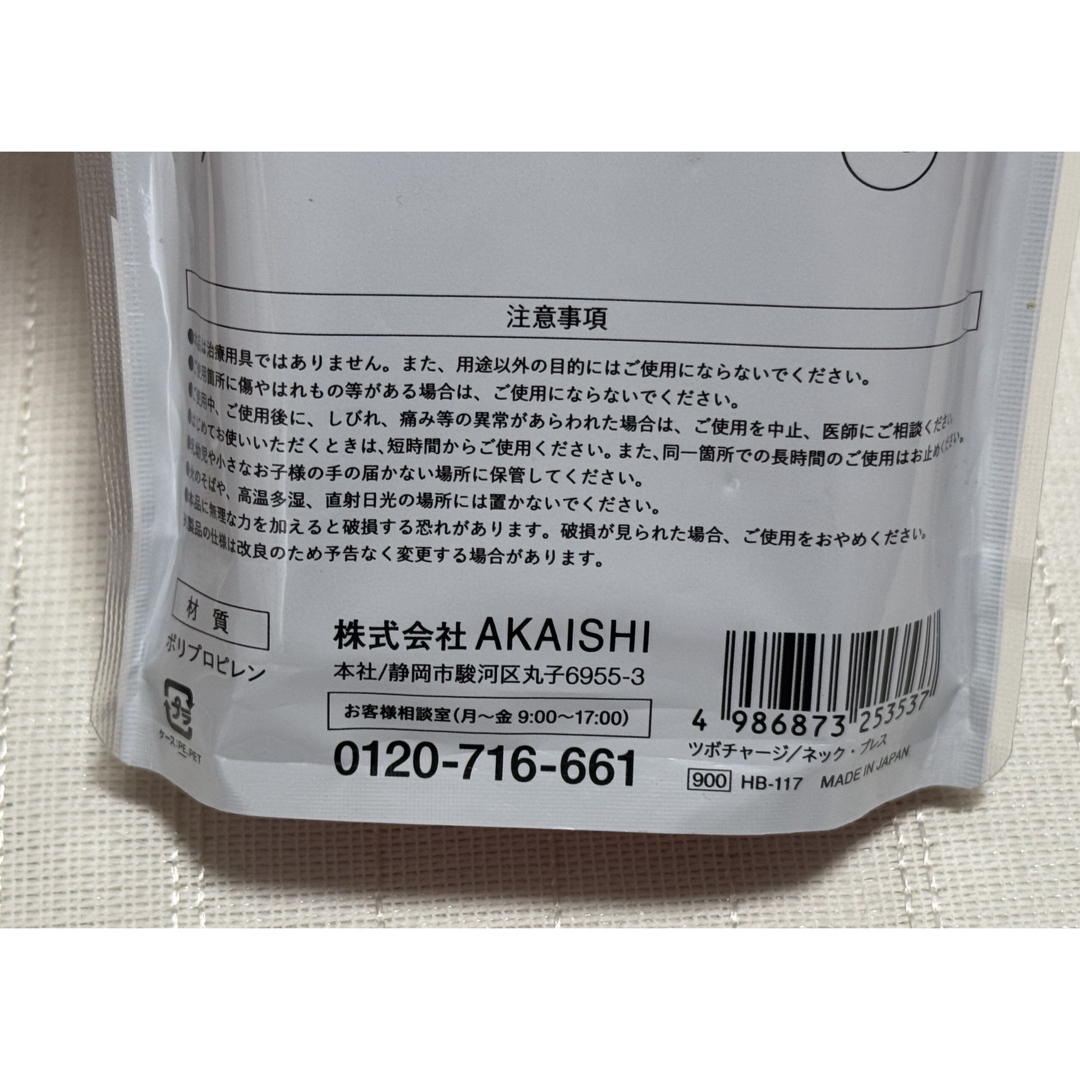 注意事項
●本品は治療用具ではありません。また、用途以外の目的にはご使用にならないでください。
●ご使用箇所に傷やはれもの等がある場合は、ご使用にならないでください。
●ご使用中、ご使用後に、しびれ、痛み等の異常があらわれた場合は、ご使用を中止、医師にご相談ください。
●はじめてお使いいただくときは、短時間からご使用ください。また、同一箇所での長時間のご使用はお止めください。
●乳幼児や小さなお子様の手の届かない場所に保管してください。
●火のそばや、高温多湿、直射日光の場所には置かないでください。
●本品に無理な力を加えると破損する恐れがあります。破損が見られた場合、ご使用をおやめください。
※製品の仕様は改良のため予告なく変更する場合があります。
材質
ポリプロピレン
プラ
ケース:PE,PET
株式会社 AKAISHI
本社/静岡市駿河区丸子6955-3
お客様相談室(月〜金 9:00〜17:00)
0120-716-661
4 986873 253537
ツボチャージ/ネック・プレス
900 HB-117 MADE IN JAPAN